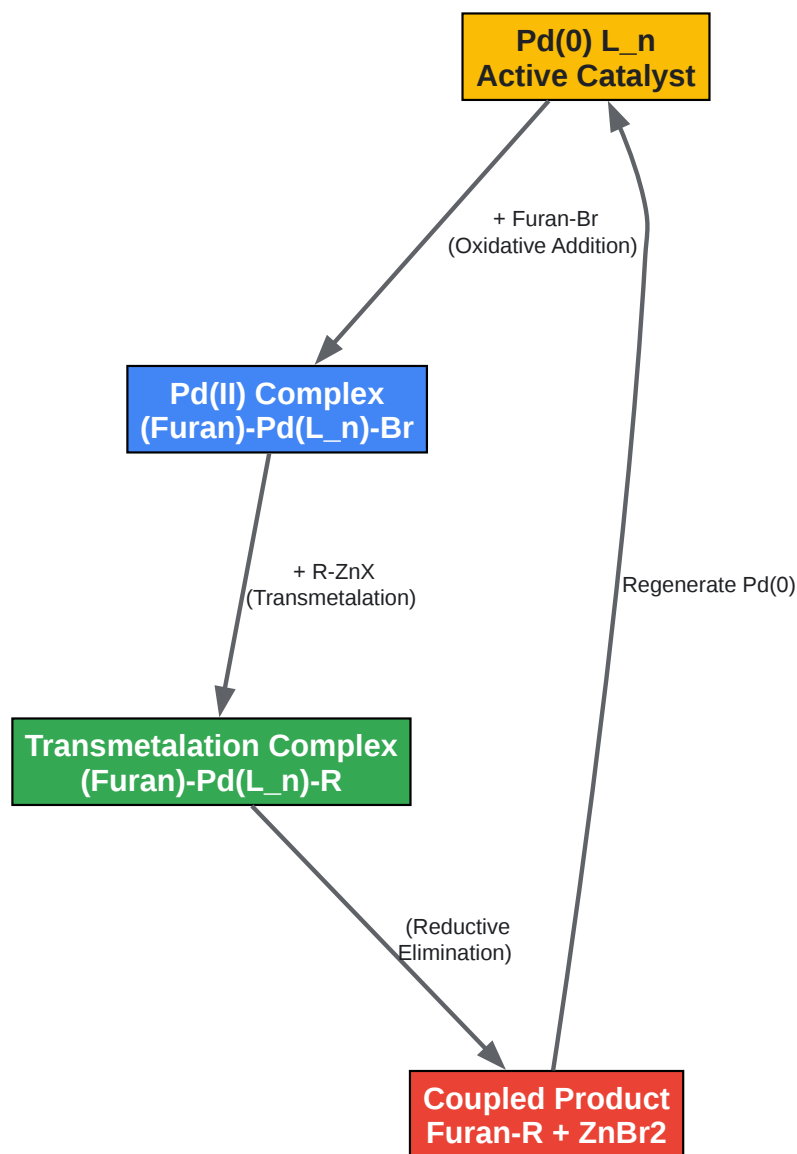 Pd(0) L_n
Active Catalyst
+ Furan-Br
(Oxidative Addition)
Pd(II) Complex
(Furan)-Pd(L_n)-Br
+ R-ZnX
(Transmetalation)
Regenerate Pd(0)
Transmetalation Complex
(Furan)-Pd(L_n)-R
(Reductive
Elimination)
Coupled Product
Furan-R + ZnBr2